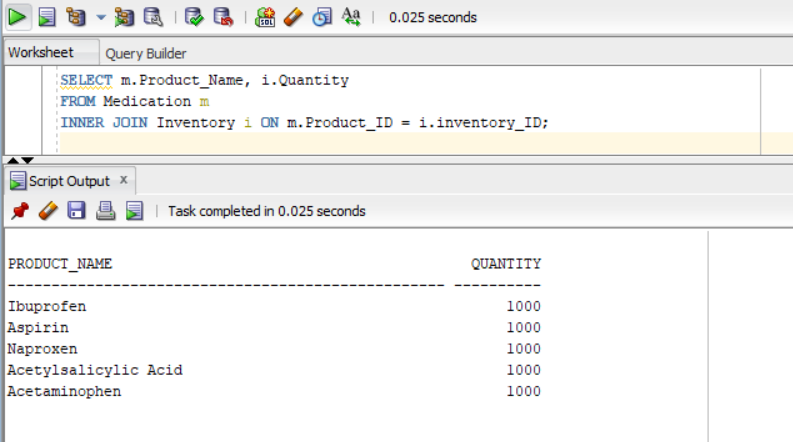 SQL
Aa
0.025 seconds
Worksheet
Query Builder
SELECT m.Product_Name, i.Quantity
FROM Medication m
INNER JOIN Inventory i ON m.Product_ID = i.inventory_ID;
Script Output x
Task completed in 0.025 seconds
PRODUCT_NAME QUANTITY
-------------------------------------------------- ----------
Ibuprofen 1000
Aspirin 1000
Naproxen 1000
Acetylsalicylic Acid 1000
Acetaminophen 1000